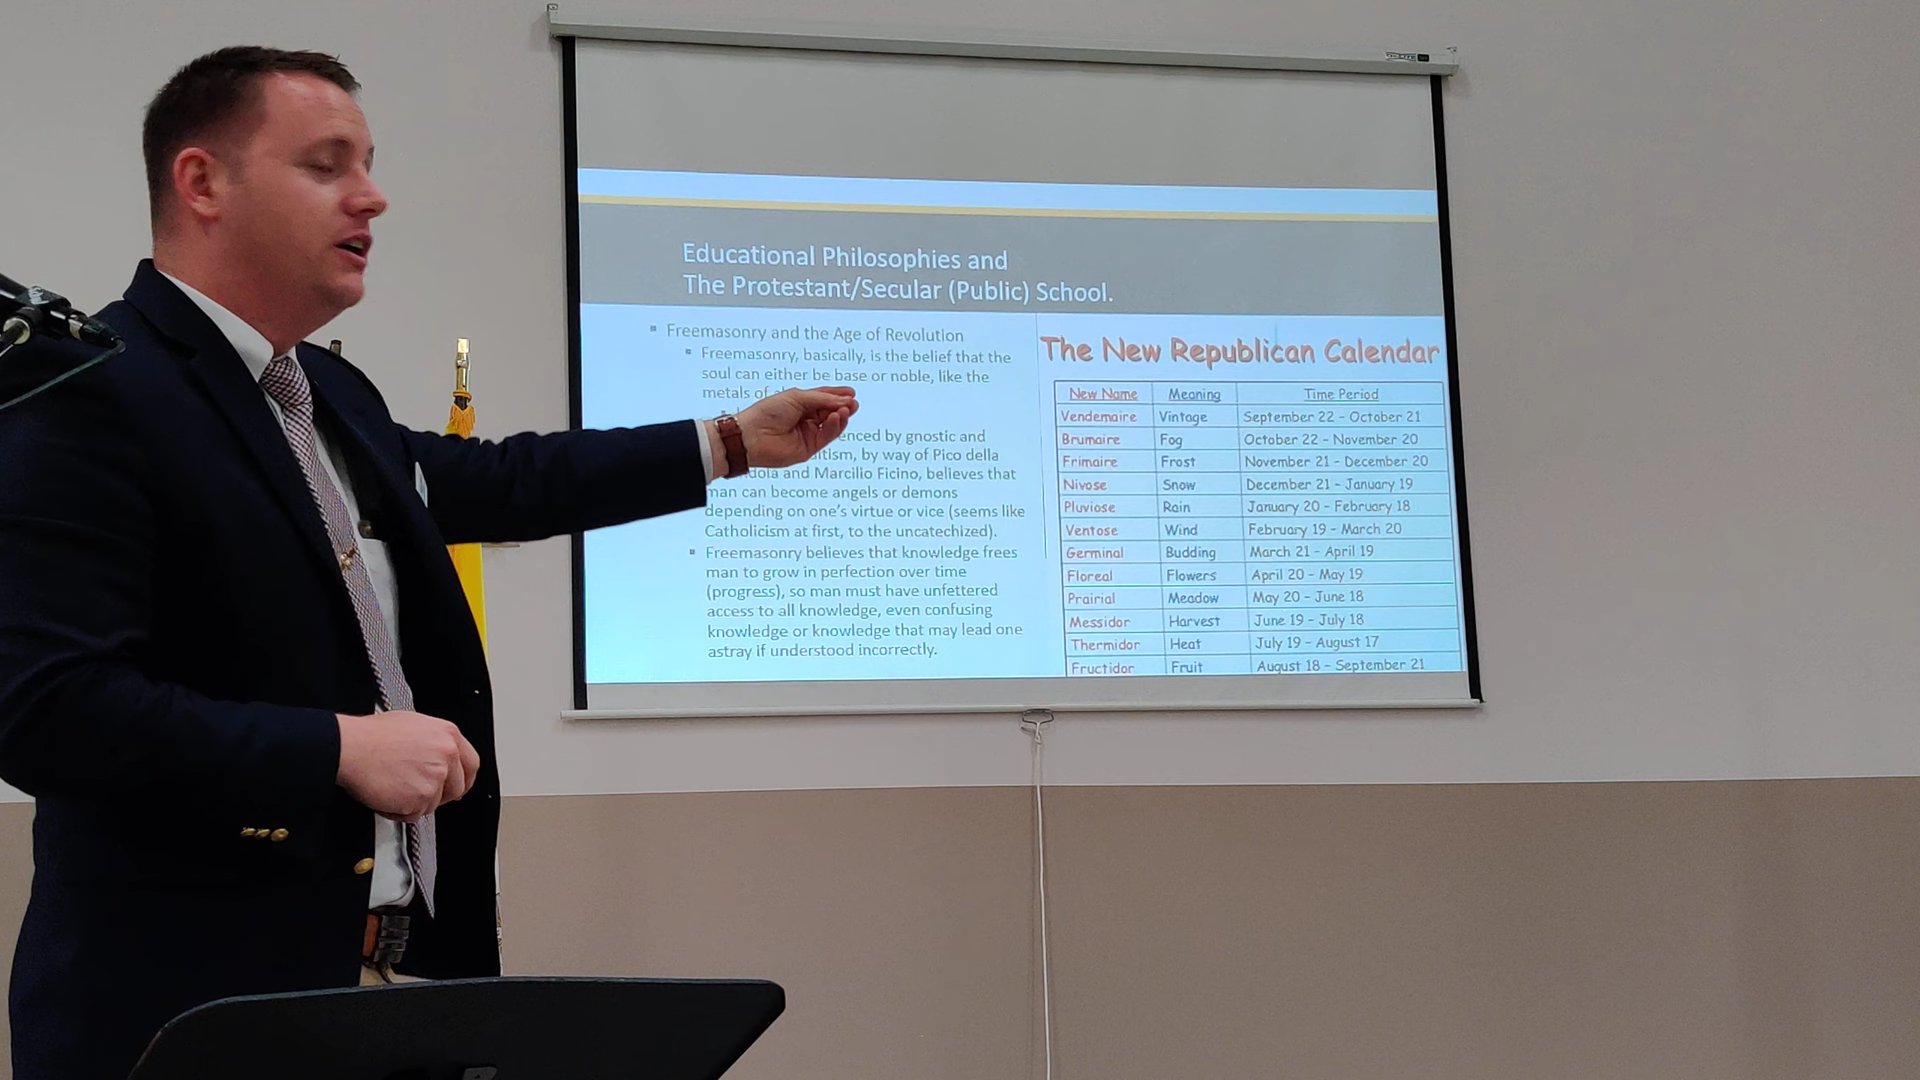 Educational Philosophies and
The Protestant/Secular (Public) School.
Freemasonry and the Age of Revolution
Freemasonry, basically, is the belief that the
soul can either be base or noble, like the
metals of
by gnostic and
by way of Pico della
and Marcilio Ficino, believes that
man can become angels or demons
depending on one's virtue or vice (seems like
Catholicism at first, to the uncatechized).
Freemasonry believes that knowledge frees
man to grow in perfection over time
(progress), so man must have unfettered
access to all knowledge, even confusing
knowledge or knowledge that may lead one
astray if understood incorrectly.
The New Republican Calendar
New Name Meaning Time Period
Vendemaire Vintage September 22 - October 21
Brumaire Fog October 22 - November 20
Frimaire Frost November 21 - December 20
Nivose Snow December 21 - January 19
Pluviose Rain January 20 - February 18
Ventose Wind February 19 - March 20
Germinal Budding March 21 - April 19
Floreal Flowers April 20 - May 19
Prairial Meadow May 20 - June 18
Messidor Harvest June 19 - July 18
Thermidor Heat July 19 - August 17
Fructidor Fruit August 18 - September 21